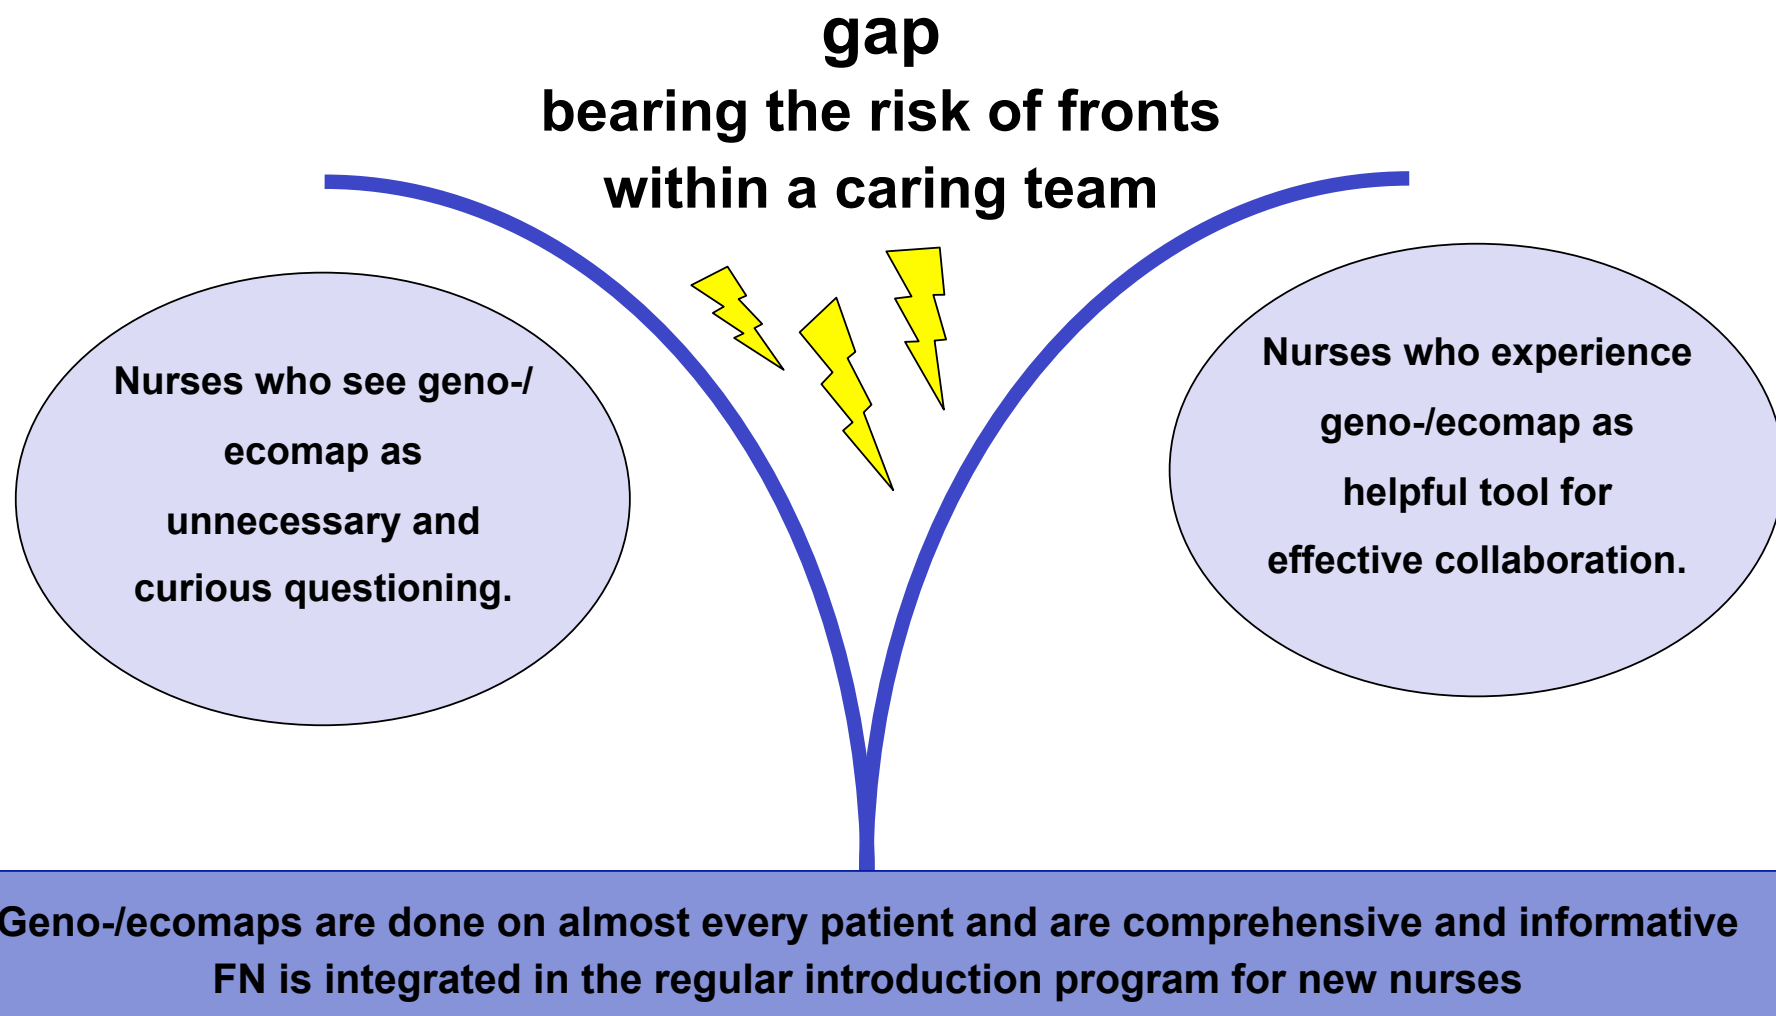 gap
bearing the risk of fronts
within a caring team
Nurses who see geno-/
ecomap as
unnecessary and
curious questioning.
Nurses who experience
geno-/ecomap as
helpful tool for
effective collaboration.
Geno-/ecomaps are done on almost every patient and are comprehensive and informative
FN is integrated in the regular introduction program for new nurses